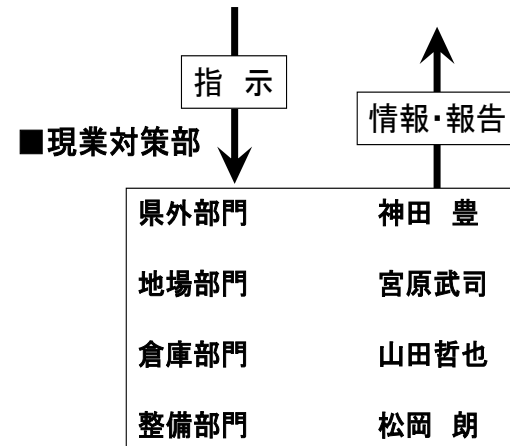 指 示
情報・報告
■現業対策部
県外部門 神田 豊
地場部門 宮原武司
倉庫部門 山田哲也
整備部門 松岡 朗